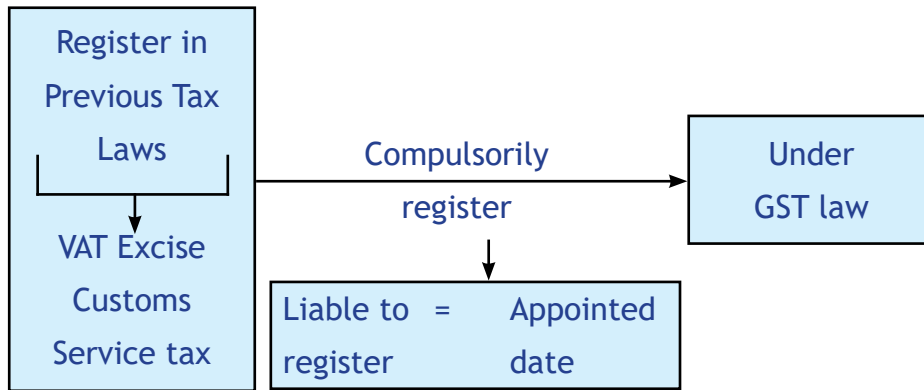 Register in
Previous Tax
Laws
VAT Excise
Customs
Service tax
Compulsorily
register
Liable to = Appointed
register date
Under
GST law